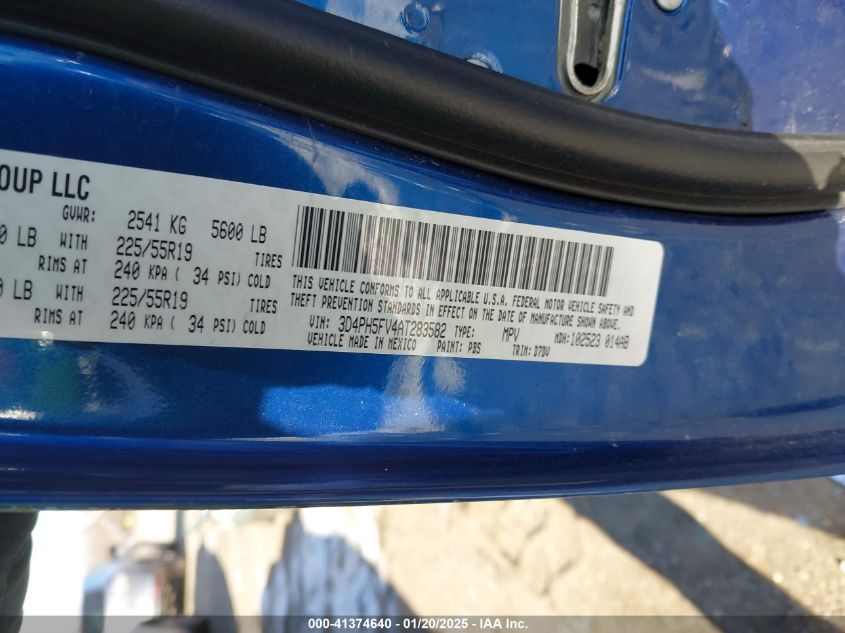 OUP LLC
GVWR: 2541 KG 5600 LB
0 LB WITH 225/55R19 TIRES
RIMS AT 240 KPA ( 34 PSI) COLD
0 LB WITH 225/55R19 TIRES
RIMS AT 240 KPA ( 34 PSI) COLD
THIS VEHICLE CONFORMS TO ALL APPLICABLE U.S.A. FEDERAL MOTOR VEHICLE SAFETY AND
THEFT PREVENTION STANDARDS IN EFFECT ON THE DATE OF MANUFACTURE SHOWN ABOVE.
VIN: 3D4PH5FV4AT283582 TYPE: MPV MDH: 102523 014AB
VEHICLE MADE IN MEXICO PAINT: PBS TRIM: D7DV
000-41374640 - 01/20/2025 - IAA Inc.